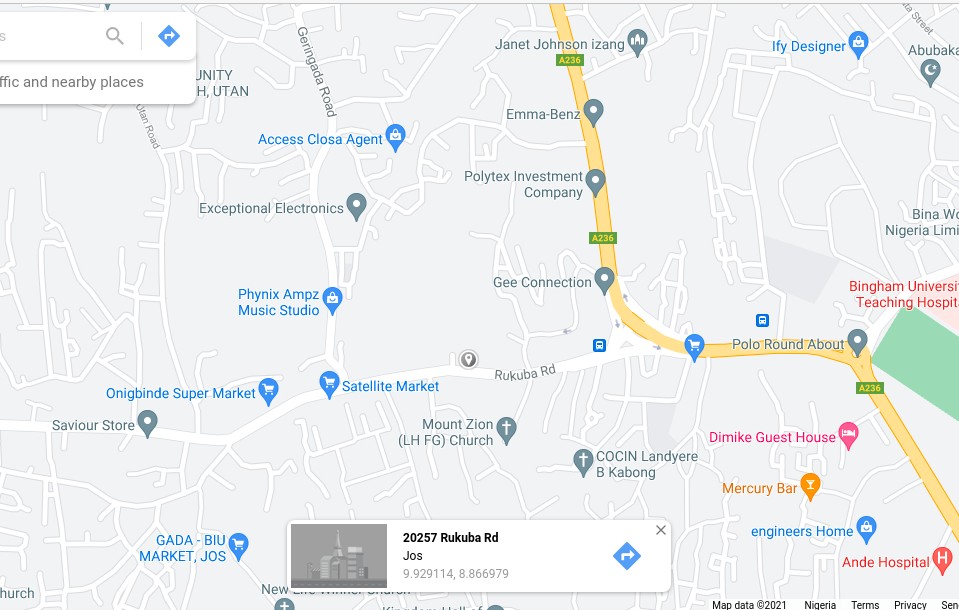 s
ffic and nearby places
UNITY
H, UTAN
Utan Road
Geringada Road
Janet Johnson izang
A236
Ify Designer
ta Street
Abubaka
Emma-Benz
Access Closa Agent
Polytex Investment
Company
Exceptional Electronics
A236
Bina Wo
Nigeria Limi
Gee Connection
Bingham Universi
Teaching Hospita
Phynix Ampz
Music Studio
Polo Round About
Rukuba Rd
A236
Onigbinde Super Market
Satellite Market
Saviour Store
Mount Zion
(LH FG) Church
Dimike Guest House
COCIN Landyere
B Kabong
Mercury Bar
engineers Home
GADA - BIU
MARKET, JOS
Ande Hospital
20257 Rukuba Rd
Jos
9.929114, 8.866979
hurch
New Life Winner Church
Kingdom Hall of
Map data ©2021 Nigeria Terms Privacy Sen